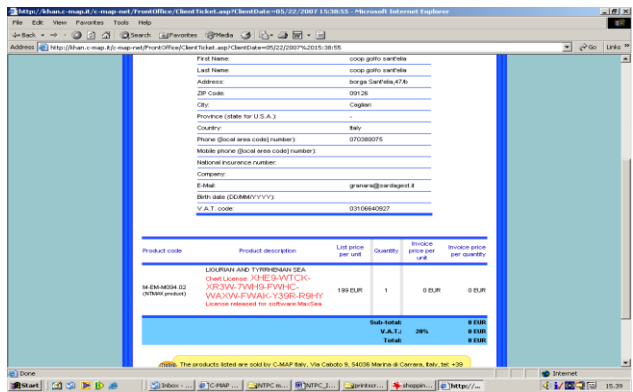 http://khan.c-map.it/c-map-net/FrontOffice/ClientTicket.asp?ClientDate=05/22/2007 15:38:55 - Microsoft Internet Explorer
File Edit View Favorites Tools Help
Back Search Favorites Media
Address http://khan.c-map.it/c-map-net/FrontOffice/ClientTicket.asp?ClientDate=05/22/2007%2015:38:55 Go Links »
First Name: coop.golfo sant'elia
Last Name: coop.golfo sant'elia
Address: borgo Sant'elia,47/b
ZIP Code: 09126
City: Cagliari
Province (state for U.S.A.): -
Country: Italy
Phone ([local area code] number): 070380075
Mobile phone ([local area code] number):
National insurance number:
Company:
E-Mail: granara@sardagest.it
Birth date (DD/MM/YYYY):
V.A.T. code: 03106640927
Product code Product description List price per unit Quantity Invoice price per unit Invoice price per quantity
LIGURIAN AND TYRRHENIAN SEA
Chart License: XHE9-WTCK-
XR3W-7WH9-FWHC-
WAXW-FWAK-Y39R-R9HY
License released for software MaxSea
M-EM-M094.02 199 EUR 1 0 EUR 0 EUR
(NTMAX product)
Sub-total: 0 EUR
V.A.T.: 20% 0 EUR
Total: 0 EUR
The products listed are sold by C-MAP Italy, Via Caboto 9, 54036 Marina di Carrara, Italy, tel: +39
Done Internet
Start Inbox - ... C-MAP ... NTPC m... NTPC_I... printscr... shoppin... http://... 15.39